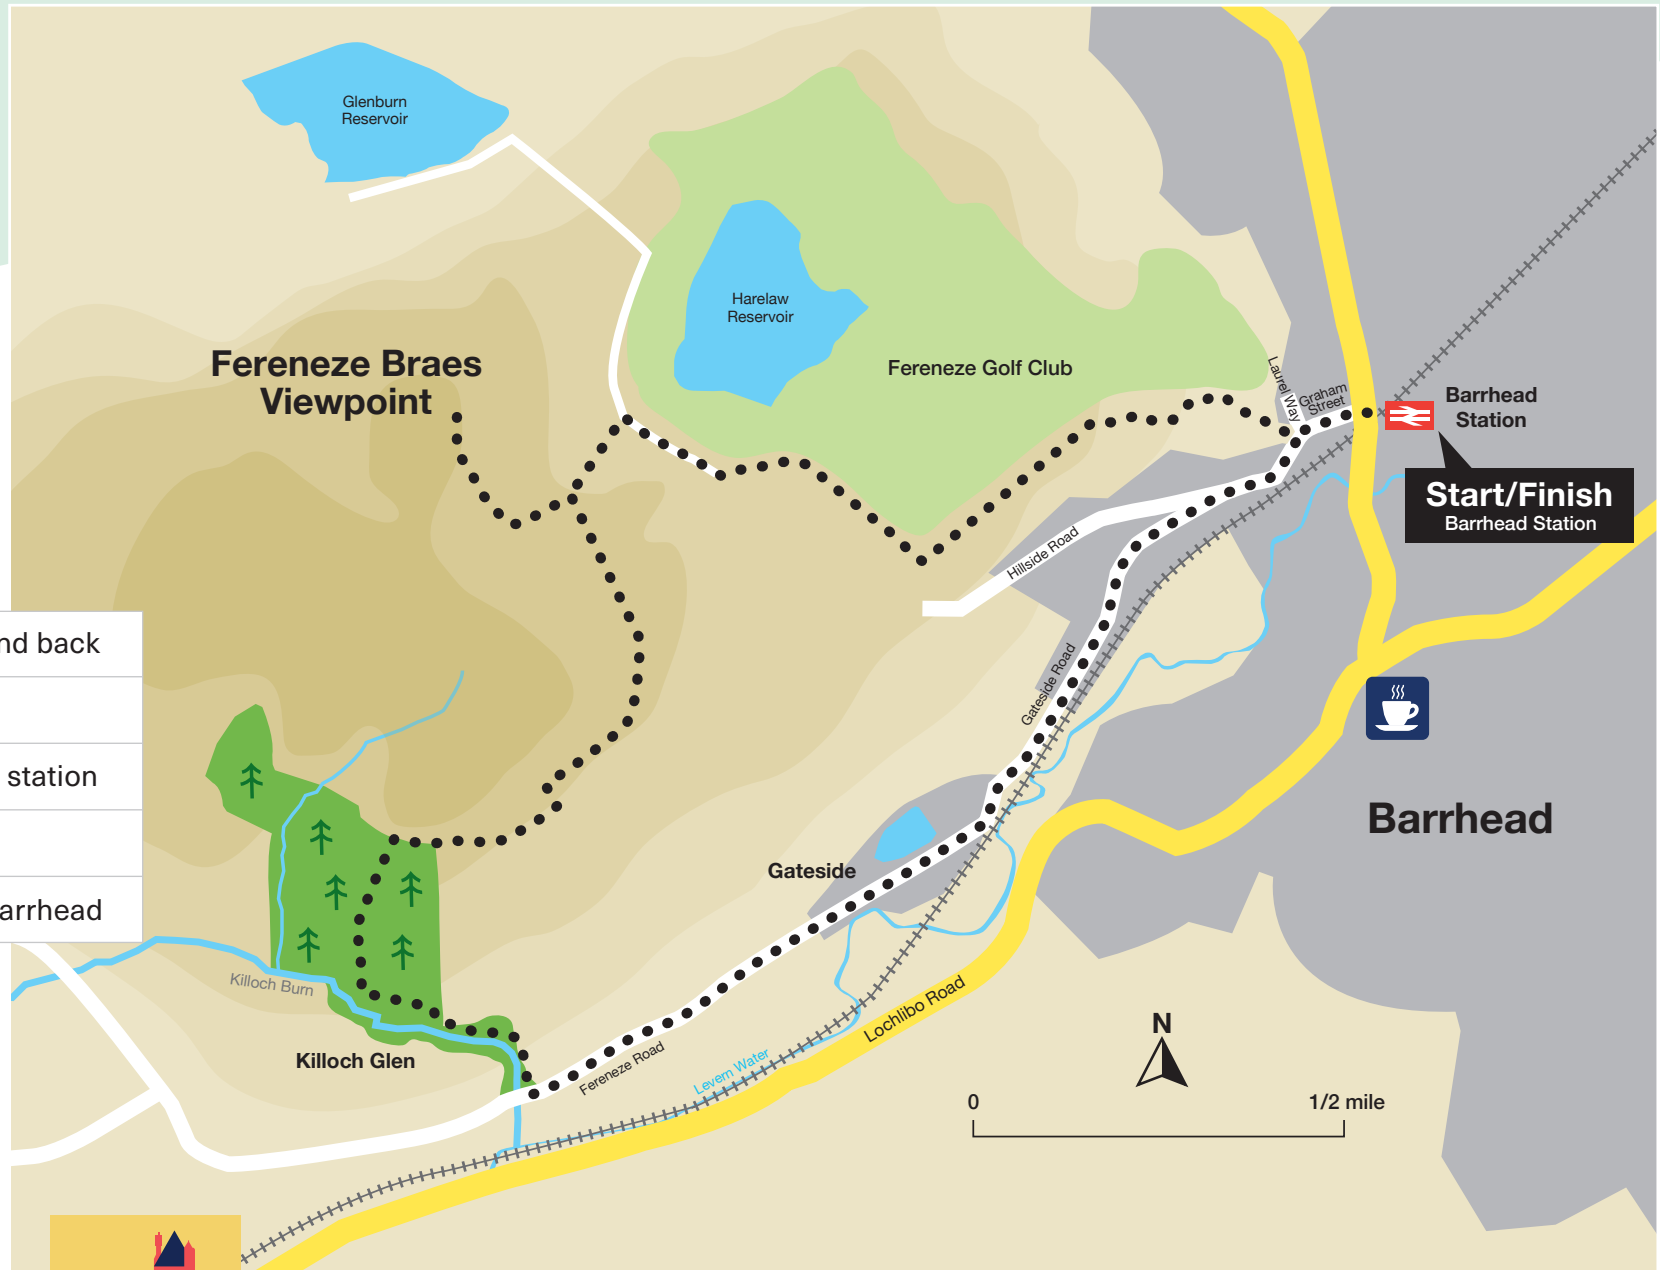 Glenburn
Reservoir
Harelaw
Reservoir
Fereneze Braes
Viewpoint
Fereneze Golf Club
Laurel Way
Graham
Street
Barrhead
Station
Start/Finish
Barrhead Station
Hillside Road
nd back
Gateside Road
station
Barrhead
Gateside
arrhead
Killoch Burn
Lochlibo Road
N
Killoch Glen
Fereneze Road
Levern Water
0
1/2 mile